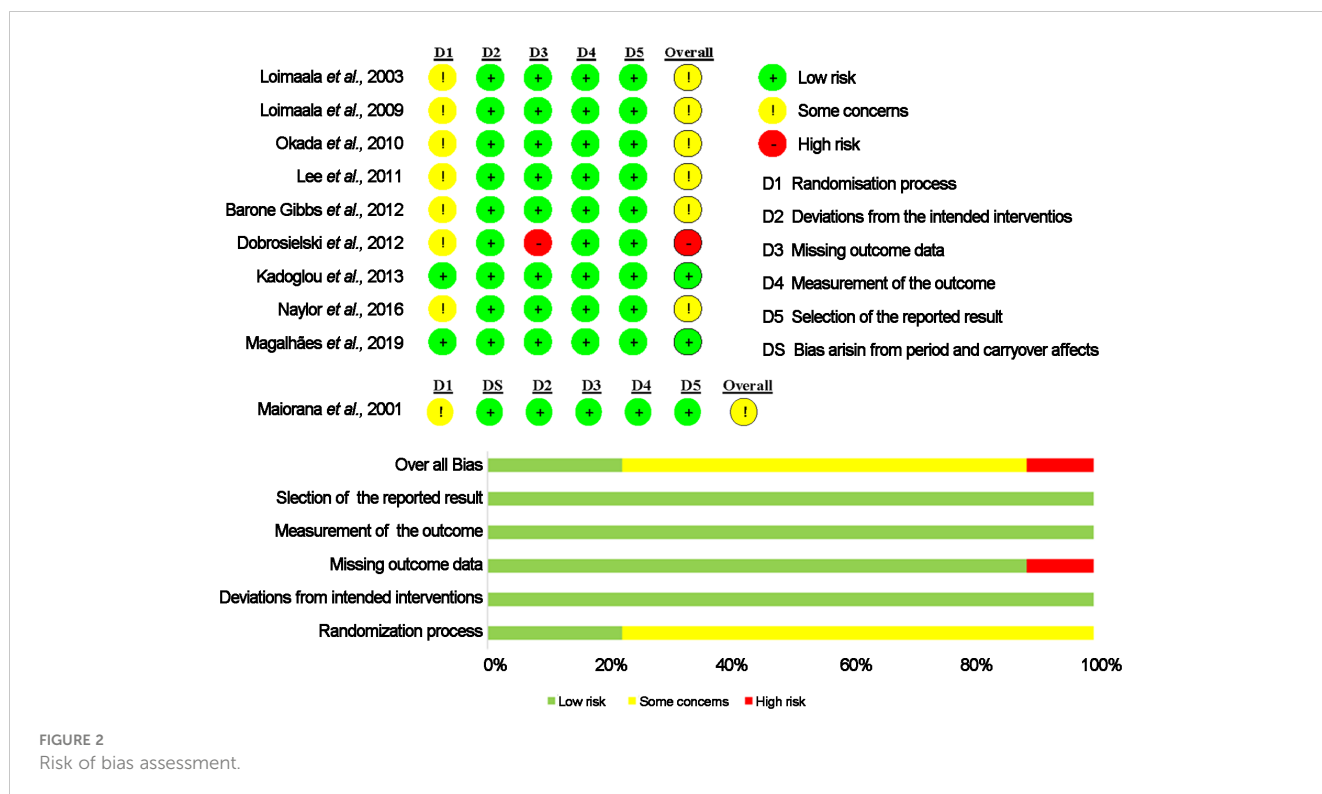 D1 D2 D3 D4 D5 Overall
Loimaala et al., 2003 ! + + + + !
Loimaala et al., 2009 ! + + + + !
Okada et al., 2010 ! + + + + !
Lee et al., 2011 ! + + + + !
Barone Gibbs et al., 2012 ! + + + + !
Dobrosielski et al., 2012 ! + - + + -
Kadoglou et al., 2013 + + + + + +
Naylor et al., 2016 ! + + + + !
Magalhães et al., 2019 + + + + + +
+ Low risk
! Some concerns
- High risk
D1 Randomisation process
D2 Deviations from the intended interventios
D3 Missing outcome data
D4 Measurement of the outcome
D5 Selection of the reported result
DS Bias arisin from period and carryover affects
D1 DS D2 D3 D4 D5 Overall
Maiorana et al., 2001 ! + + + + + !
Over all Bias
Slection of the reported result
Measurement of the outcome
Missing outcome data
Deviations from intended interventions
Randomization process
0% 20% 40% 60% 80% 100%
Low risk Some concerns High risk
FIGURE 2
Risk of bias assessment.